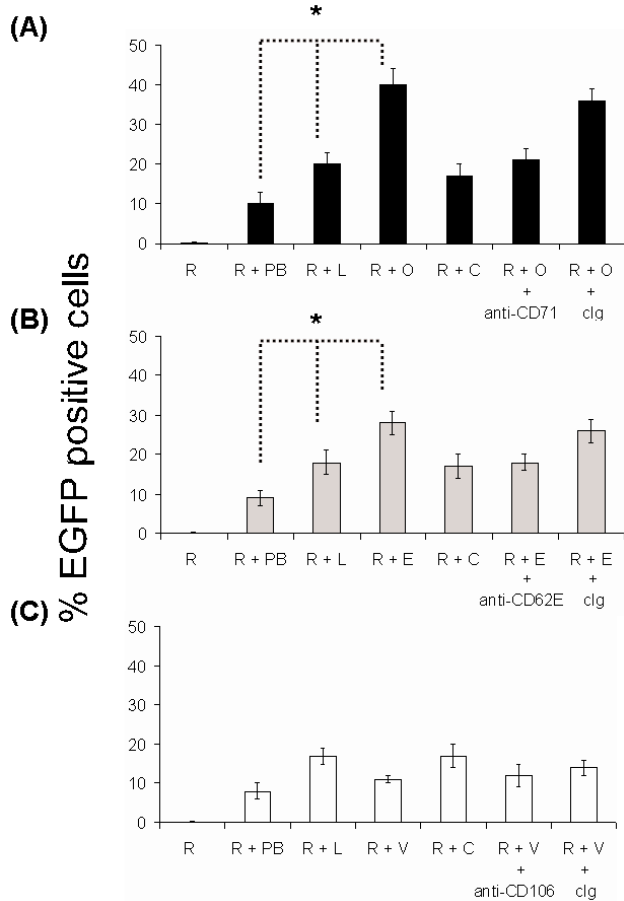 (A)
*
50
40
30
20
10
0
R R + PB R + L R + O R + C R + O R + O
+ +
anti-CD71 cIg
(B)
*
50
40
30
20
10
0
R R + PB R + L R + E R + C R + E R + E
+ +
anti-CD62E cIg
(C)
50
40
30
20
10
0
R R + PB R + L R + V R + C R + V R + V
+ +
anti-CD106 cIg
% EGFP positive cells